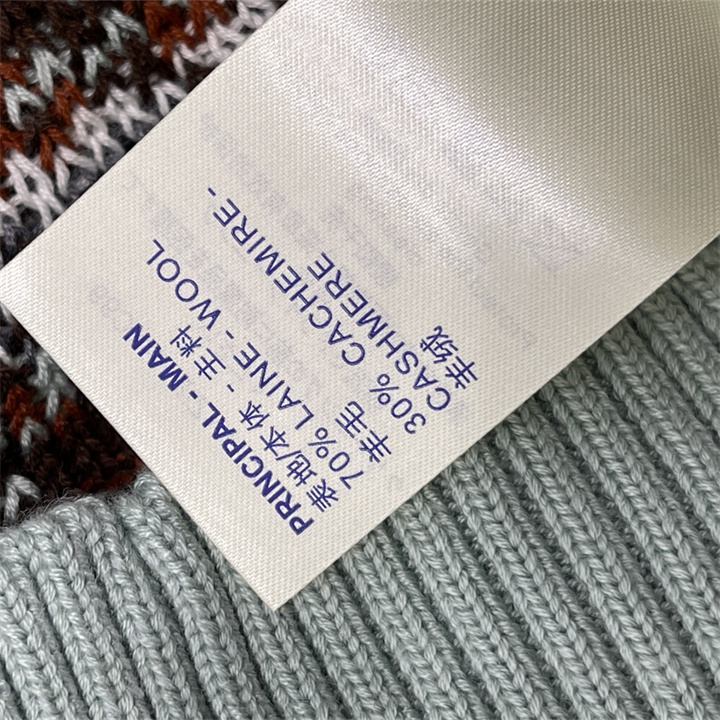 PRINCIPAL - MAIN
表地/本体 - 主料
70% LAINE - WOOL
羊毛
30% CACHEMIRE -
CASHMERE
羊绒